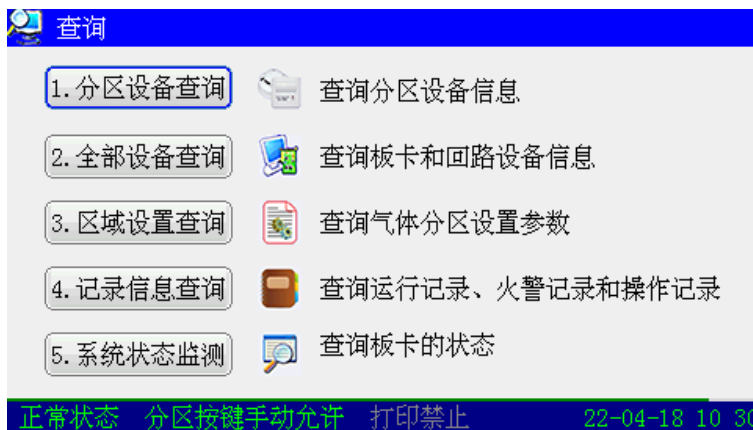 查询
1.分区设备查询 查询分区设备信息
2.全部设备查询 查询板卡和回路设备信息
3.区域设置查询 查询气体分区设置参数
4.记录信息查询 查询运行记录、火警记录和操作记录
5.系统状态监测 查询板卡的状态
正常状态 分区按键手动允许 打印禁止 22-04-18 10 30